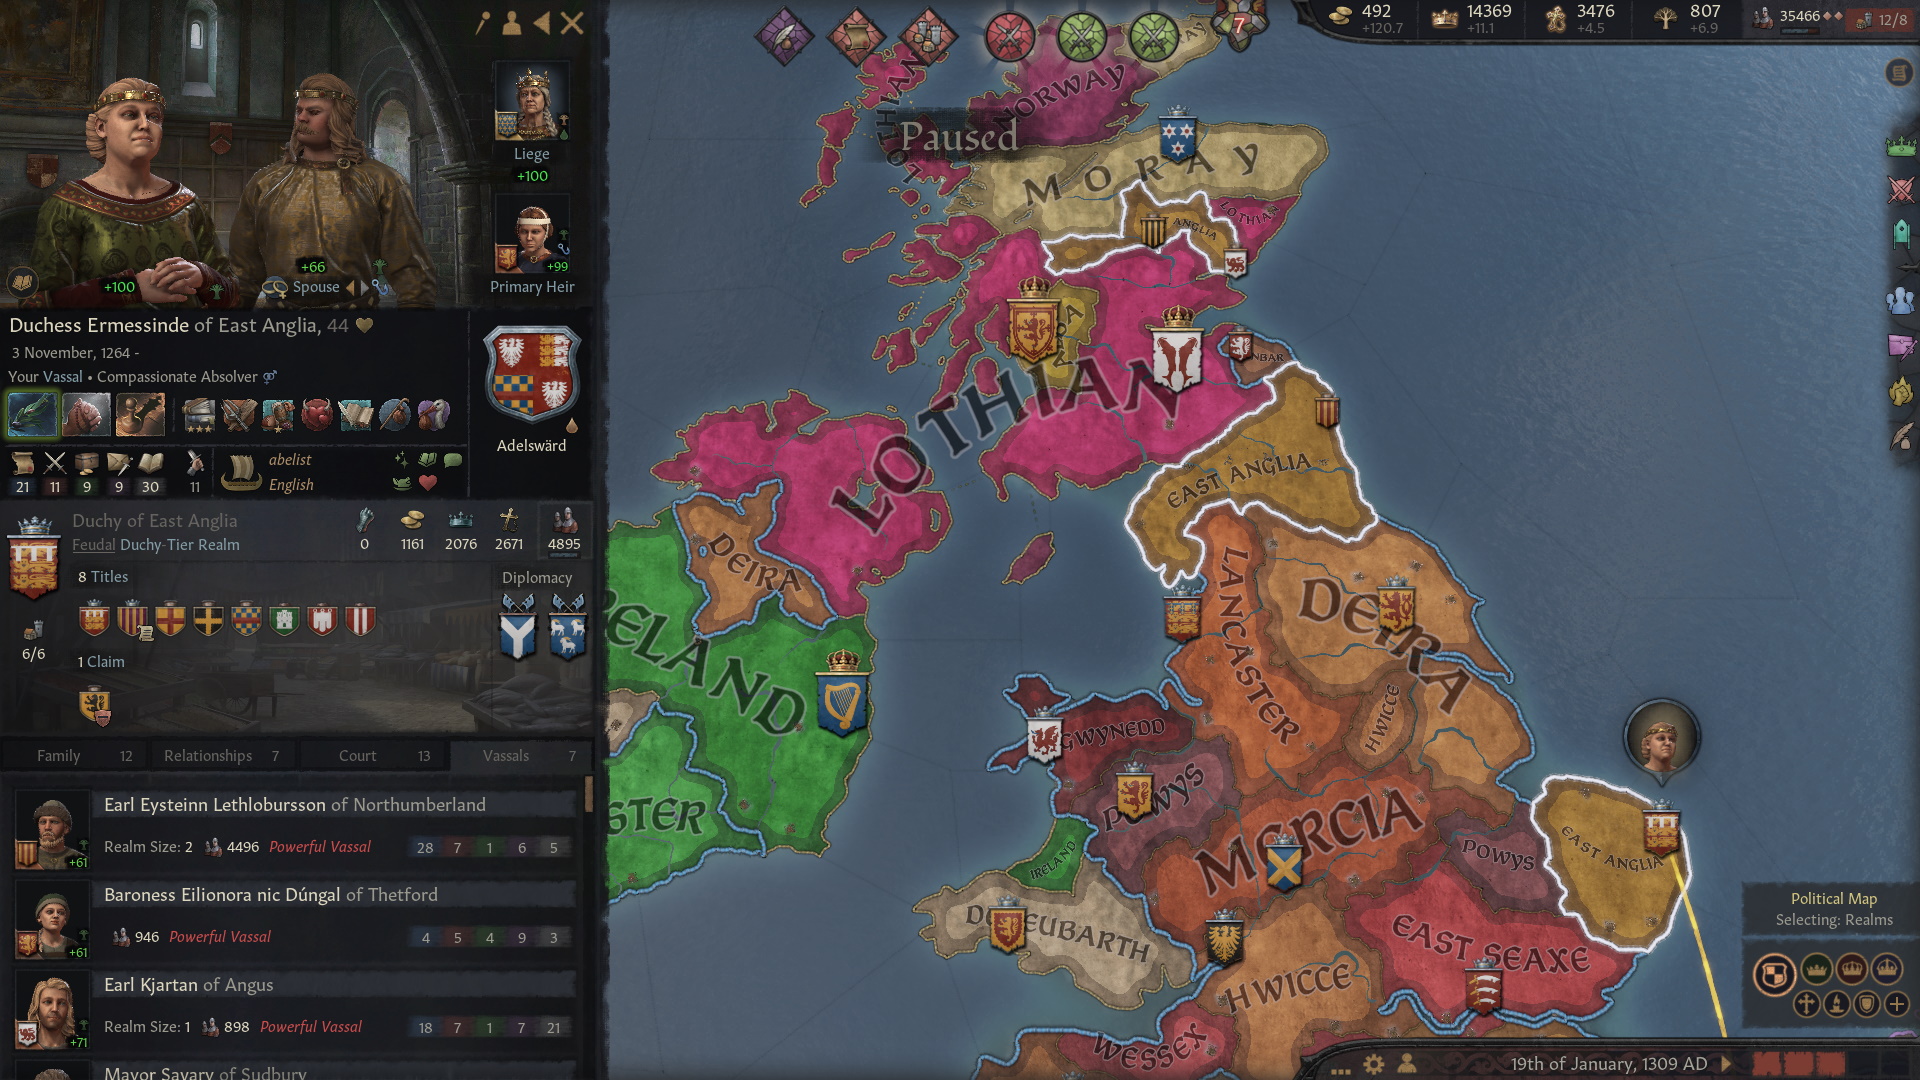 7
492
+120.7
14369
+11.1
3476
+4.5
807
+6.9
35466
12/8
Paused
Liege
+100
+99
Primary Heir
+100
+66
Spouse
Duchess Ermessinde of East Anglia, 44
3 November, 1264 -
Your Vassal • Compassionate Absolver
Adelswärd
21
11
9
9
30
11
abelist
English
Duchy of East Anglia
Feudal Duchy-Tier Realm
0
1161
2076
2671
4895
8 Titles
Diplomacy
6/6
1 Claim
Family 12
Relationships 7
Court 13
Vassals 7
Earl Eysteinn Lethlobursson of Northumberland
Realm Size: 2 4496 Powerful Vassal 28 7 1 6 5
+61
Baroness Eilionora nic Dúngal of Thetford
946 Powerful Vassal 4 5 4 9 3
+61
Earl Kjartan of Angus
Realm Size: 1 898 Powerful Vassal 18 7 1 7 21
+71
Mayor Savary of Sudbury
NORWAY
MORAY
ANGLIA
LOTHIAN
LOTHIAN
EAST ANGLIA
DEIRA
LANCASTER
DEIRA
HWICCE
GWYNEDD
POWYS
MERCIA
POWYS
EAST ANGLIA
IRELAND
DEHEUBARTH
EAST SEAXE
HWICCE
WESSEX
Political Map
Selecting: Realms
19th of January, 1309 AD